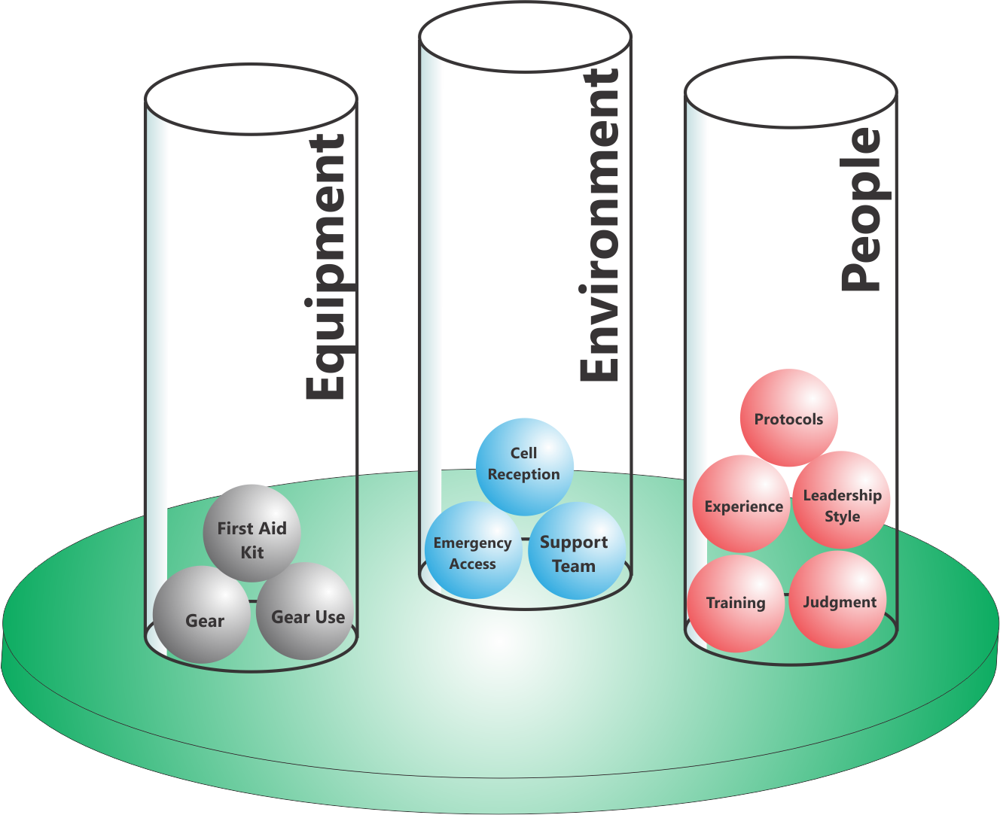 Equipment
First Aid
Kit
Gear
Gear Use
Environment
Cell
Reception
Emergency
Access
Support
Team
People
Protocols
Experience
Leadership
Style
Training
Judgment